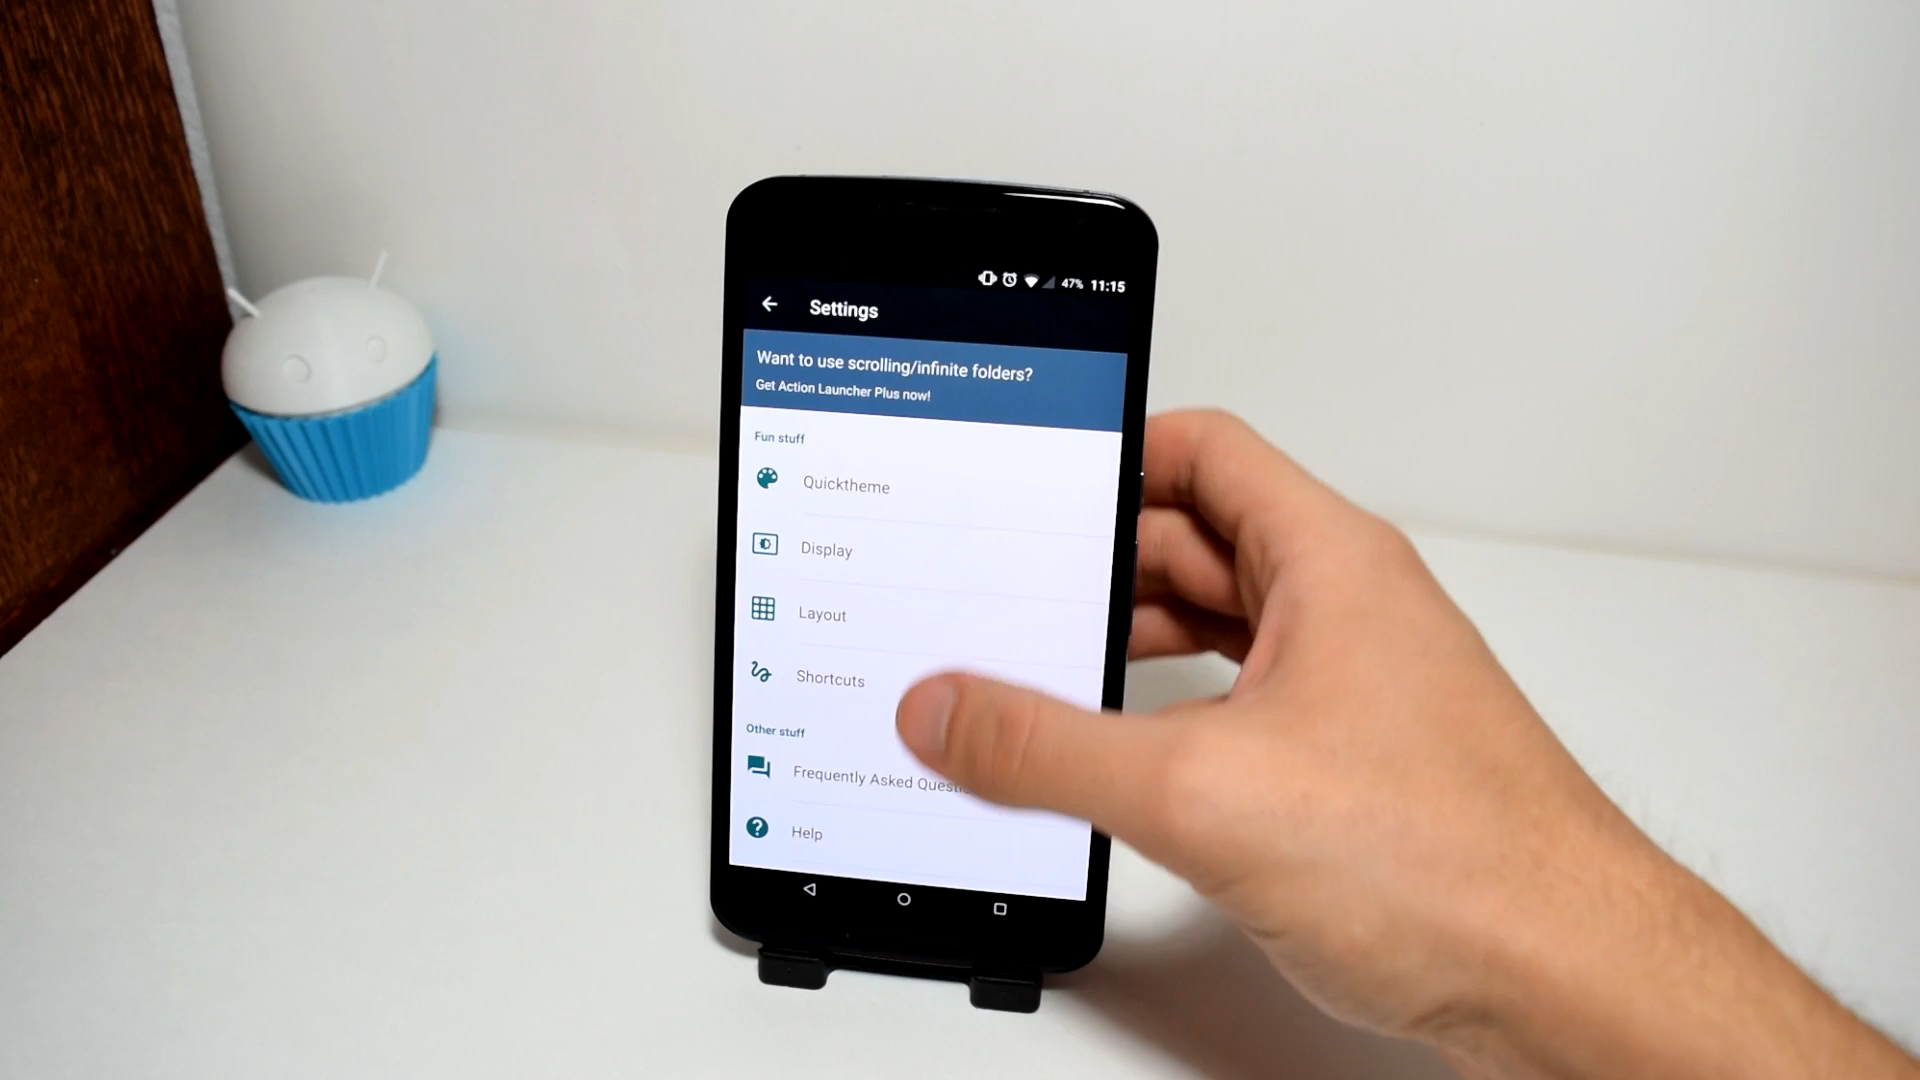 47% 11:15
Settings
Want to use scrolling/infinite folders?
Get Action Launcher Plus now!
Fun stuff
Quicktheme
Display
Layout
Shortcuts
Other stuff
Frequently Asked
Help